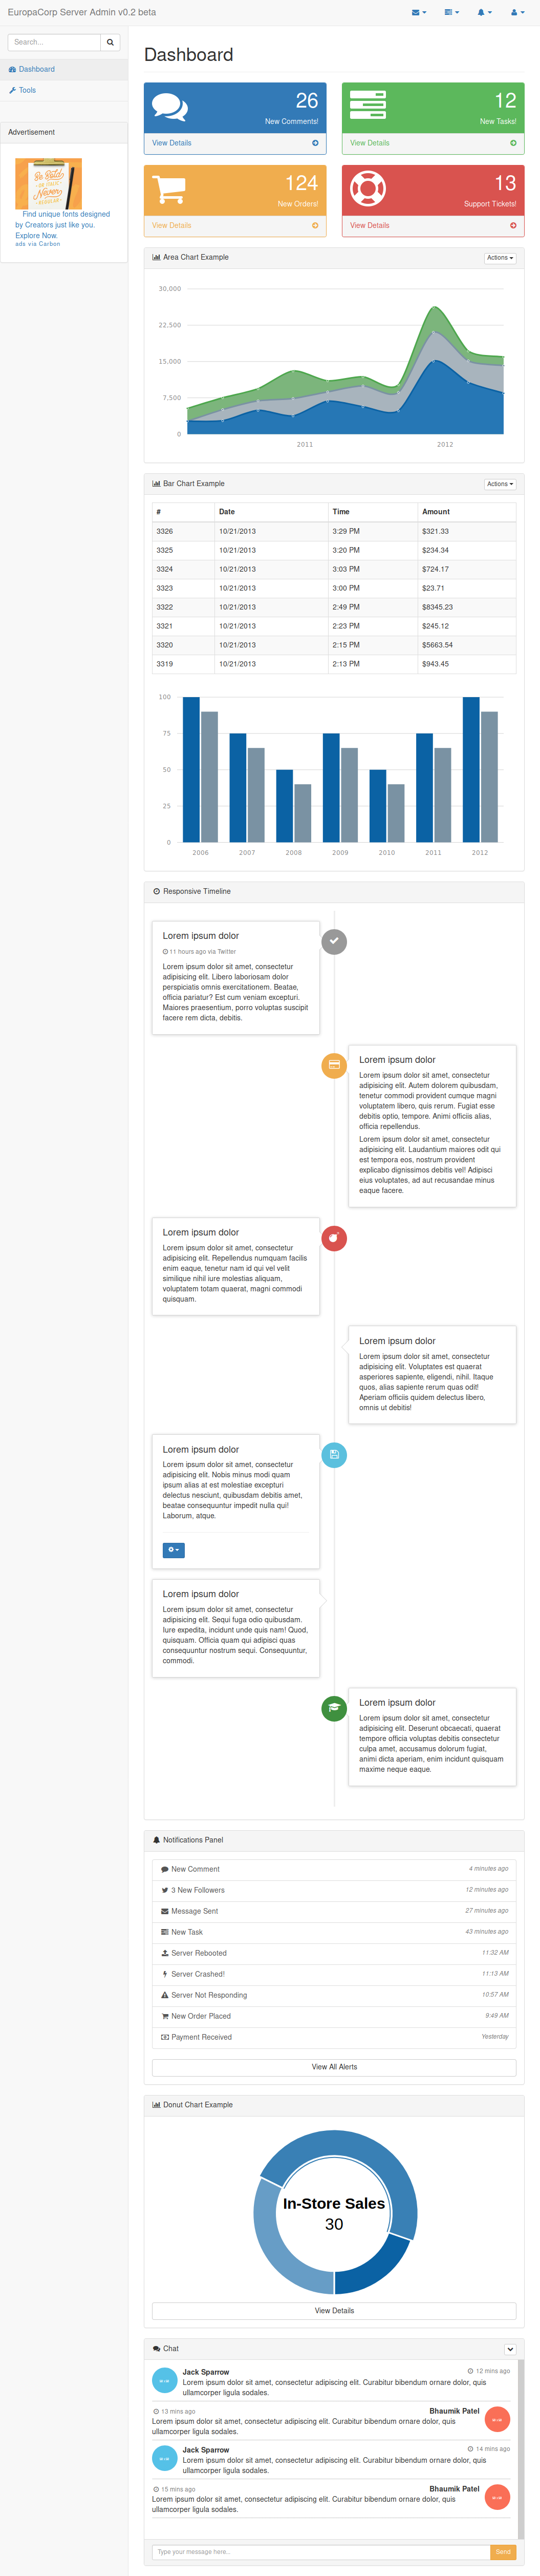 EuropaCorp Server Admin v0.2 beta
Search...
Dashboard
Tools
Advertisement
Be Bold
or
Never
Regular
Find unique fonts designed
by Creators just like you.
Explore Now.
ads via Carbon
Dashboard
26
New Comments!
View Details
12
New Tasks!
View Details
124
New Orders!
View Details
13
Support Tickets!
View Details
Area Chart Example
Actions
30,000
22,500
15,000
7,500
0
2011
2012
Bar Chart Example
Actions
# Date Time Amount
3326 10/21/2013 3:29 PM $321.33
3325 10/21/2013 3:20 PM $234.34
3324 10/21/2013 3:03 PM $724.17
3323 10/21/2013 3:00 PM $23.71
3322 10/21/2013 2:49 PM $8345.23
3321 10/21/2013 2:23 PM $245.12
3320 10/21/2013 2:15 PM $5663.54
3319 10/21/2013 2:13 PM $943.45
100
75
50
25
0
2006 2007 2008 2009 2010 2011 2012
Responsive Timeline
Lorem ipsum dolor
11 hours ago via Twitter
Lorem ipsum dolor sit amet, consectetur
adipisicing elit. Libero laboriosam dolor
perspiciatis omnis exercitationem. Beatae,
officia pariatur? Est cum veniam excepturi.
Maiores praesentium, porro voluptas suscipit
facere rem dicta, debitis.
Lorem ipsum dolor
Lorem ipsum dolor sit amet, consectetur
adipisicing elit. Autem dolorem quibusdam,
tenetur commodi provident cumque magni
voluptatem libero, quis rerum. Fugiat esse
debitis optio, tempore. Animi officiis alias,
officia repellendus.
Lorem ipsum dolor sit amet, consectetur
adipisicing elit. Laudantium maiores odit qui
est tempora eos, nostrum provident
explicabo dignissimos debitis vel! Adipisci
eius voluptates, ad aut recusandae minus
eaque facere.
Lorem ipsum dolor
Lorem ipsum dolor sit amet, consectetur
adipisicing elit. Repellendus numquam facilis
enim eaque, tenetur nam id qui vel velit
similique nihil iure molestias aliquam,
voluptatem totam quaerat, magni commodi
quisquam.
Lorem ipsum dolor
Lorem ipsum dolor sit amet, consectetur
adipisicing elit. Voluptates est quaerat
asperiores sapiente, eligendi, nihil. Itaque
quos, alias sapiente rerum quas odit!
Aperiam officiis quidem delectus libero,
omnis ut debitis!
Lorem ipsum dolor
Lorem ipsum dolor sit amet, consectetur
adipisicing elit. Nobis minus modi quam
ipsum alias at est molestiae excepturi
delectus nesciunt, quibusdam debitis amet,
beatae consequuntur impedit nulla qui!
Laborum, atque.
Lorem ipsum dolor
Lorem ipsum dolor sit amet, consectetur
adipisicing elit. Sequi fuga odio quibusdam.
Iure expedita, incidunt unde quis nam! Quod,
quisquam. Officia quam qui adipisci quas
consequuntur nostrum sequi. Consequuntur,
commodi.
Lorem ipsum dolor
Lorem ipsum dolor sit amet, consectetur
adipisicing elit. Deserunt obcaecati, quaerat
tempore officia voluptas debitis consectetur
culpa amet, accusamus dolorum fugiat,
animi dicta aperiam, enim incidunt quisquam
maxime neque eaque.
Notifications Panel
New Comment 4 minutes ago
3 New Followers 12 minutes ago
Message Sent 27 minutes ago
New Task 43 minutes ago
Server Rebooted 11:32 AM
Server Crashed! 11:13 AM
Server Not Responding 10:57 AM
New Order Placed 9:49 AM
Payment Received Yesterday
View All Alerts
Donut Chart Example
In-Store Sales
30
View Details
Chat
Jack Sparrow 12 mins ago
Lorem ipsum dolor sit amet, consectetur adipiscing elit. Curabitur bibendum ornare dolor, quis
ullamcorper ligula sodales.
13 mins ago Bhaumik Patel
Lorem ipsum dolor sit amet, consectetur adipiscing elit. Curabitur bibendum ornare dolor, quis
ullamcorper ligula sodales.
Jack Sparrow 14 mins ago
Lorem ipsum dolor sit amet, consectetur adipiscing elit. Curabitur bibendum ornare dolor, quis
ullamcorper ligula sodales.
15 mins ago Bhaumik Patel
Lorem ipsum dolor sit amet, consectetur adipiscing elit. Curabitur bibendum ornare dolor, quis
ullamcorper ligula sodales.
Type your message here...
Send